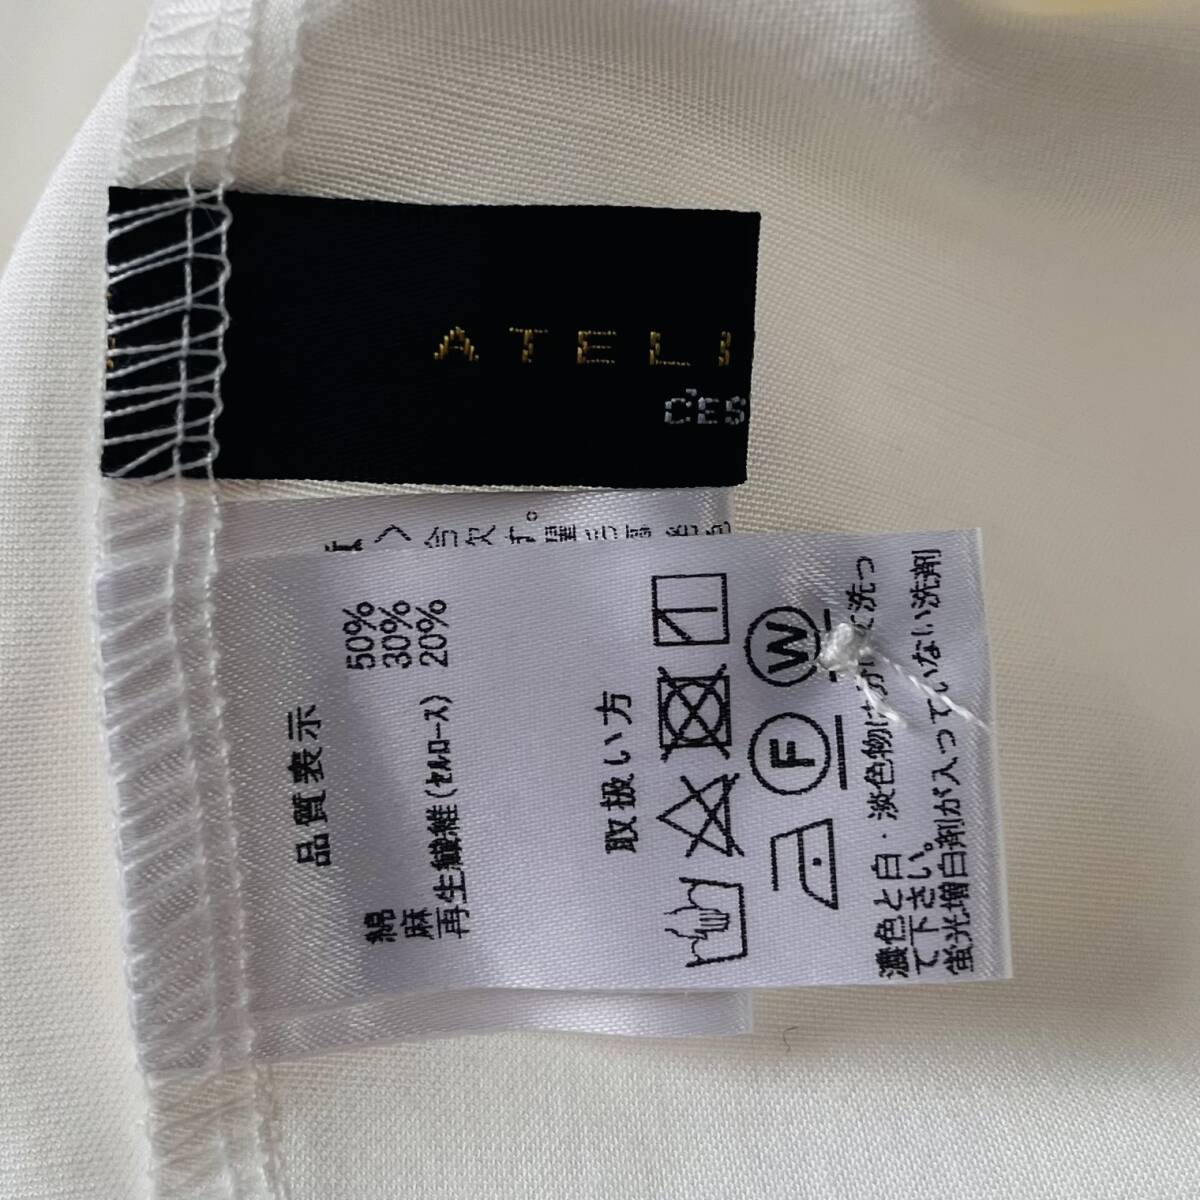 ATELI
C'ES
品質表示
綿 50%
麻 30%
再生繊維(セルロース) 20%
取扱い方
F W
濃色と白・淡色物は分けて洗っ
て下さい。
蛍光増白剤が入っていない洗剤